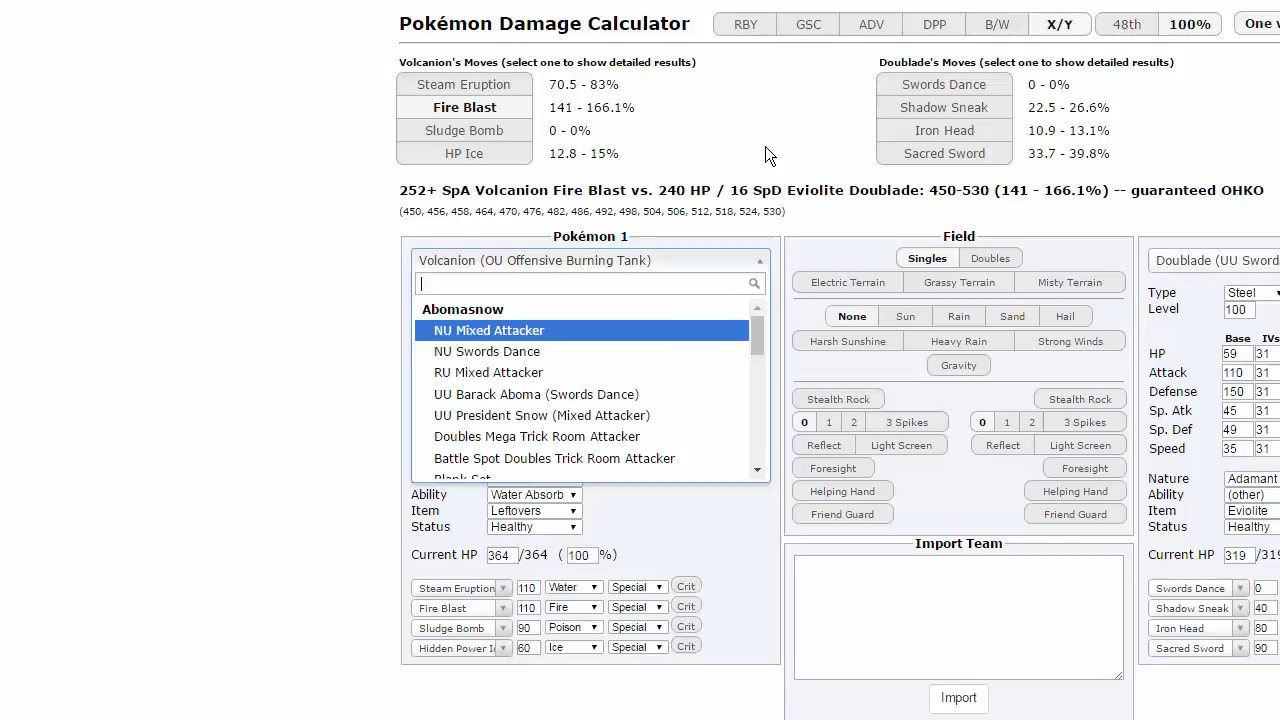 Pokémon Damage Calculator RBY GSC ADV DPP B/W X/Y 48th 100% One
Volcanion's Moves (select one to show detailed results)
Steam Eruption 70.5 - 83%
Fire Blast 141 - 166.1%
Sludge Bomb 0 - 0%
HP Ice 12.8 - 15%
Doublade's Moves (select one to show detailed results)
Swords Dance 0 - 0%
Shadow Sneak 22.5 - 26.6%
Iron Head 10.9 - 13.1%
Sacred Sword 33.7 - 39.8%
252+ SpA Volcanion Fire Blast vs. 240 HP / 16 SpD Eviolite Doublade: 450-530 (141 - 166.1%) -- guaranteed OHKO
(450, 456, 458, 464, 470, 476, 482, 486, 492, 498, 504, 506, 512, 518, 524, 530)
Pokémon 1
Volcanion (OU Offensive Burning Tank)
Abomasnow
NU Mixed Attacker
NU Swords Dance
RU Mixed Attacker
UU Barack Aboma (Swords Dance)
UU President Snow (Mixed Attacker)
Doubles Mega Trick Room Attacker
Battle Spot Doubles Trick Room Attacker
Blank Set
Ability Water Absorb
Item Leftovers
Status Healthy
Current HP 364 /364 ( 100 %)
Steam Eruption 110 Water Special Crit
Fire Blast 110 Fire Special Crit
Sludge Bomb 90 Poison Special Crit
Hidden Power Ic 60 Ice Special Crit
Field
Singles Doubles
Electric Terrain Grassy Terrain Misty Terrain
None Sun Rain Sand Hail
Harsh Sunshine Heavy Rain Strong Winds
Gravity
Stealth Rock Stealth Rock
0 1 2 3 Spikes 0 1 2 3 Spikes
Reflect Light Screen Reflect Light Screen
Foresight Foresight
Helping Hand Helping Hand
Friend Guard Friend Guard
Import Team
Import
Doublade (UU Sword
Type Steel
Level 100
Base IVs
HP 59 31
Attack 110 31
Defense 150 31
Sp. Atk 45 31
Sp. Def 49 31
Speed 35 31
Nature Adamant
Ability (other)
Item Eviolite
Status Healthy
Current HP 319 /319
Swords Dance 0
Shadow Sneak 40
Iron Head 80
Sacred Sword 90